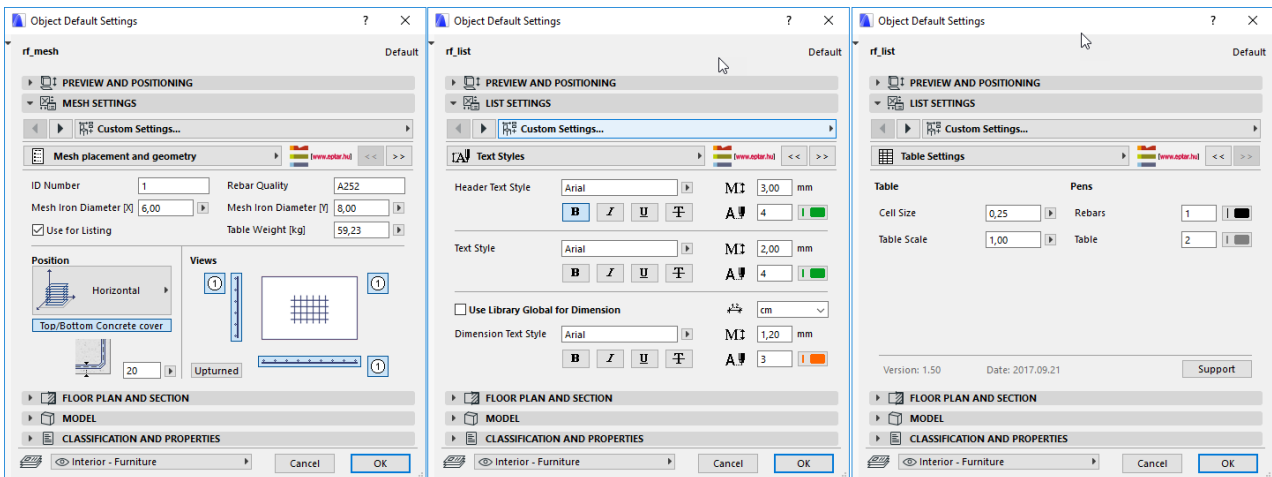 Object Default Settings ?
rf_mesh Default
PREVIEW AND POSITIONING
MESH SETTINGS
Custom Settings...
Mesh placement and geometry [www.eptar.hu] << >>
ID Number 1 Rebar Quality A252
Mesh Iron Diameter [X] 6,00 Mesh Iron Diameter [Y] 8,00
Use for Listing Table Weight [kg] 59,23
Position Views
Horizontal 1 1
Top/Bottom Concrete cover
20 Upturned 1
FLOOR PLAN AND SECTION
MODEL
CLASSIFICATION AND PROPERTIES
Interior - Furniture Cancel OK
Object Default Settings ?
rf_list Default
PREVIEW AND POSITIONING
LIST SETTINGS
Custom Settings...
Text Styles [www.eptar.hu] << >>
Header Text Style Arial M 3,00 mm
B I U T A 4
Text Style Arial M 2,00 mm
B I U T A 4
Use Library Global for Dimension 5.2 cm
Dimension Text Style Arial M 1,20 mm
B I U T A 3
FLOOR PLAN AND SECTION
MODEL
CLASSIFICATION AND PROPERTIES
Interior - Furniture Cancel OK
Object Default Settings ?
rf_list Default
PREVIEW AND POSITIONING
LIST SETTINGS
Custom Settings...
Table Settings [www.eptar.hu] << >>
Table Pens
Cell Size 0,25 Rebars 1
Table Scale 1,00 Table 2
Version: 1.50 Date: 2017.09.21 Support
FLOOR PLAN AND SECTION
MODEL
CLASSIFICATION AND PROPERTIES
Interior - Furniture Cancel OK